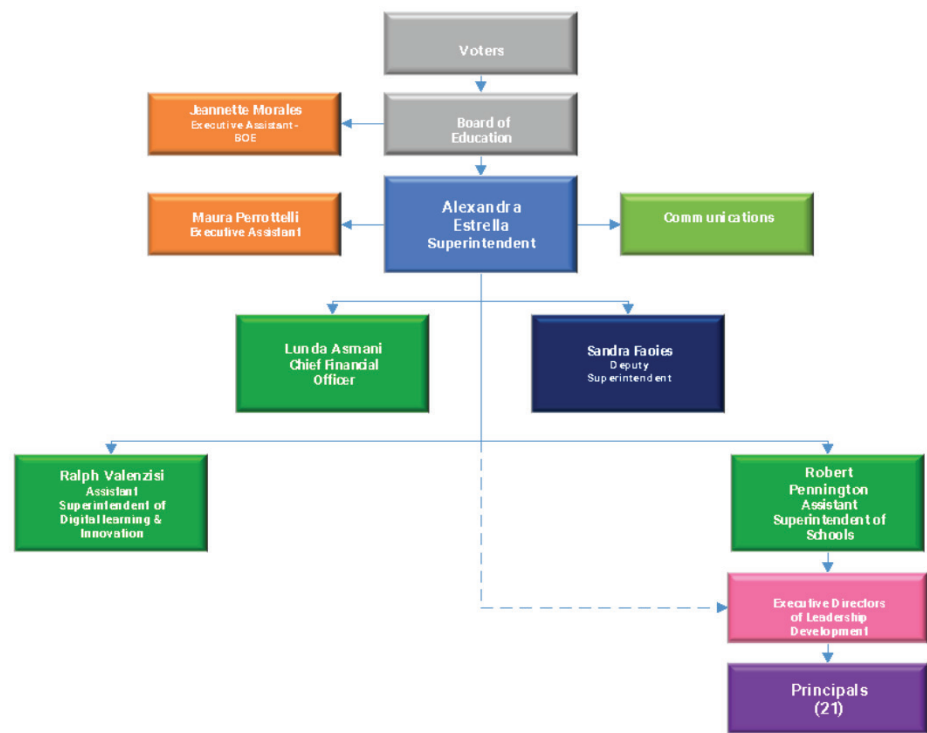 Voters
Jeannette Morales
Executive Assistant-
BOE
Board of
Education
Maura Perrottelli
Executive Assistant
Alexandra
Estrella
Superintendent
Communications
Lunda Asmani
Chief Financial
Officer
Sandra Faoies
Deputy
Superintendent
Ralph Valenzisi
Assistant
Superintendent of
Digital learning &
Innovation
Robert
Pennington
Assistant
Superintendent of
Schools
Executive Directors
of Leadership
Development
Principals
(21)